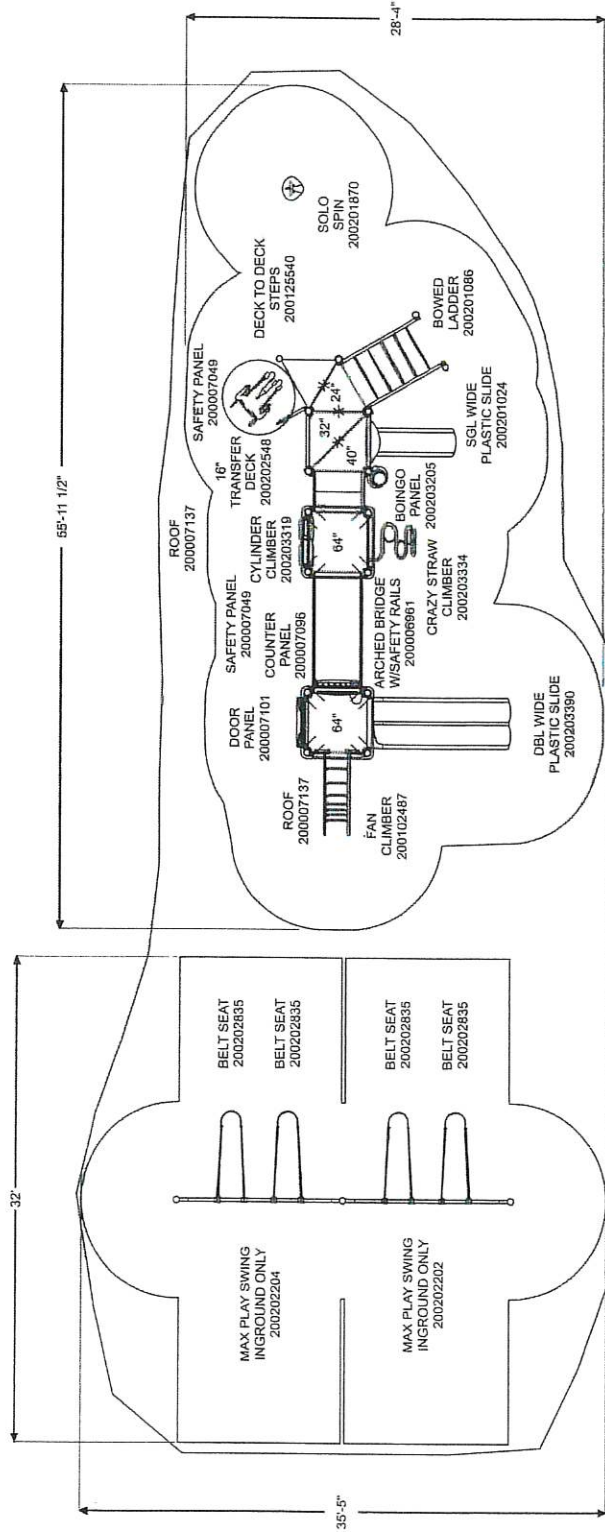 32'
35'-5"
MAX PLAY SWING
INGROUND ONLY
200202204
MAX PLAY SWING
INGROUND ONLY
200202202
BELT SEAT
200202835
BELT SEAT
200202835
BELT SEAT
200202835
BELT SEAT
200202835
55'-11 1/2"
28'-4"
ROOF
200007137
FAN
CLIMBER
200102487
DOOR
PANEL
200007101
64"
DBL WIDE
PLASTIC SLIDE
200203390
SAFETY PANEL
200007049
COUNTER
PANEL
200007096
ARCHED BRIDGE
W/SAFETY RAILS
200006961
ROOF
200007137
CYLINDER
CLIMBER
200203319
64"
CRAZY STRAW
CLIMBER
200203334
BOINGO
PANEL
200203205
16"
TRANSFER
DECK
200202548
SAFETY PANEL
200007049
40"
32"
24"
SGL WIDE
PLASTIC SLIDE
200201024
DECK TO DECK
STEPS
200125540
BOWED
LADDER
200201086
SOLO
SPIN
200201870